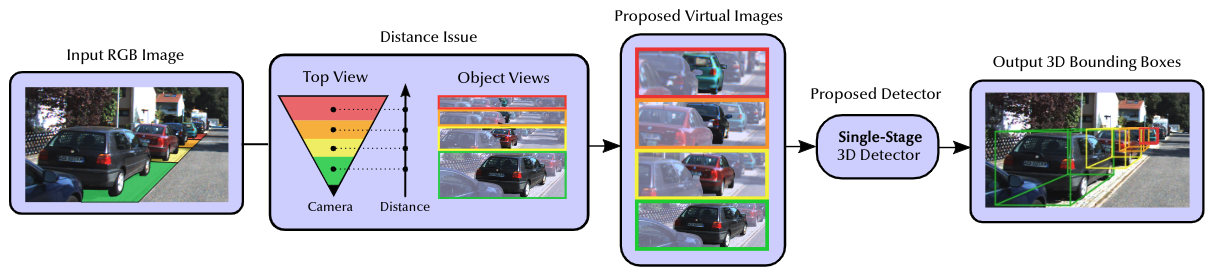 Input RGB Image
Distance Issue
Top View
Object Views
Camera
Distance
Proposed Virtual Images
Proposed Detector
Single-Stage
3D Detector
Output 3D Bounding Boxes